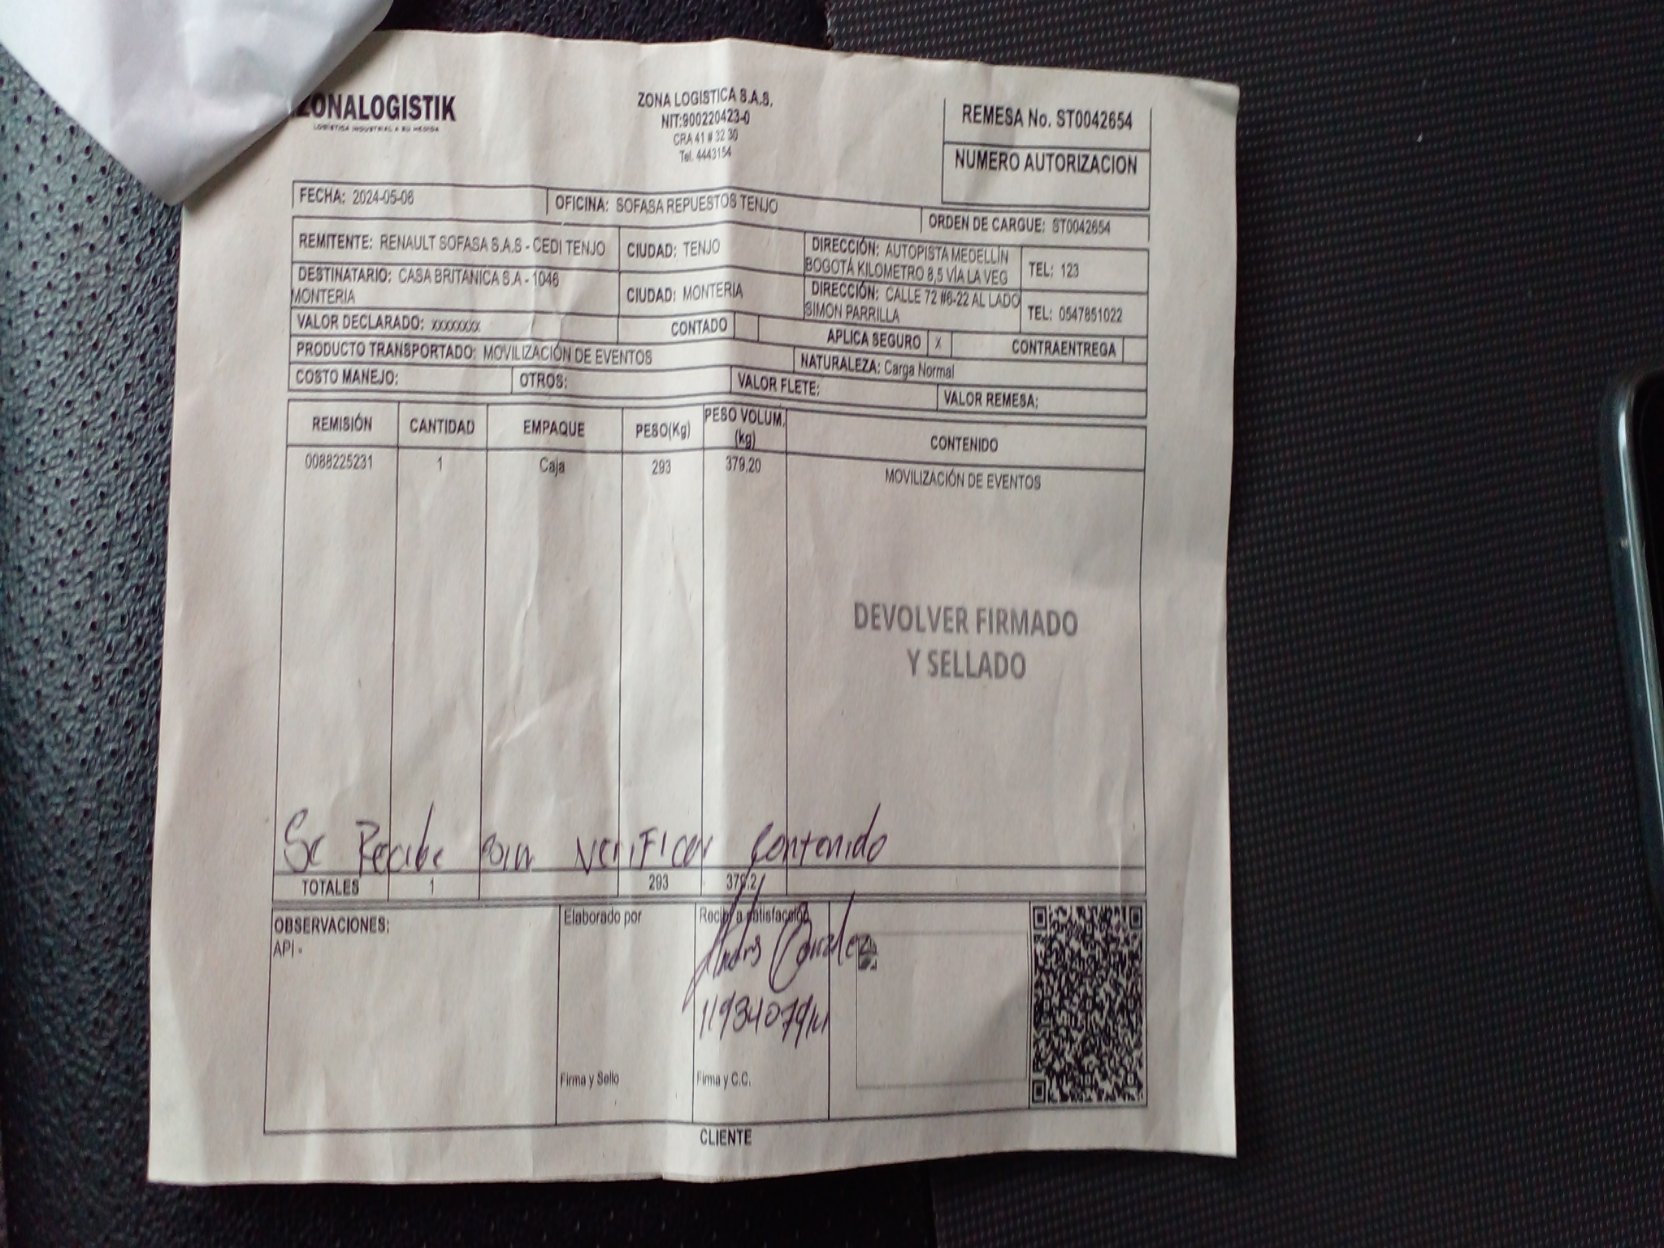 ZONALOGISTIK
LOGISTICA INDUSTRIAL A SU MEDIDA
ZONA LOGISTICA S.A.S,
NIT:900220423-0
CRA 41 # 32 30
Tel. 4443154
REMESA No. ST0042654
NUMERO AUTORIZACION
FECHA: 2024-05-06 OFICINA: SOFASA REPUESTOS TENJO ORDEN DE CARGUE: ST0042654
REMITENTE: RENAULT SOFASA S.A.S - CEDI TENJO CIUDAD: TENJO DIRECCIÓN: AUTOPISTA MEDELLÍN
BOGOTÁ KILOMETRO 8,5 VÍA LA VEG TEL: 123
DESTINATARIO: CASA BRITANICA S.A - 1046
MONTERIA CIUDAD: MONTERIA DIRECCIÓN: CALLE 72 #6-22 AL LADO
SIMON PARRILLA TEL: 0547851022
VALOR DECLARADO: xxxxxxxx CONTADO APLICA SEGURO X CONTRAENTREGA
PRODUCTO TRANSPORTADO: MOVILIZACIÓN DE EVENTOS NATURALEZA: Carga Normal
COSTO MANEJO: OTROS: VALOR FLETE: VALOR REMESA:
REMISIÓN CANTIDAD EMPAQUE PESO(Kg) PESO VOLUM.
(kg) CONTENIDO
0088225231 1 Caja 293 379,20 MOVILIZACIÓN DE EVENTOS
DEVOLVER FIRMADO
Y SELLADO
Se Recibe para verificar contenido
TOTALES 1 293 379,2
OBSERVACIONES:
API -
Elaborado por
Firma y Sello
Recibí a satisfacción
González
Firma y C.C.
CLIENTE